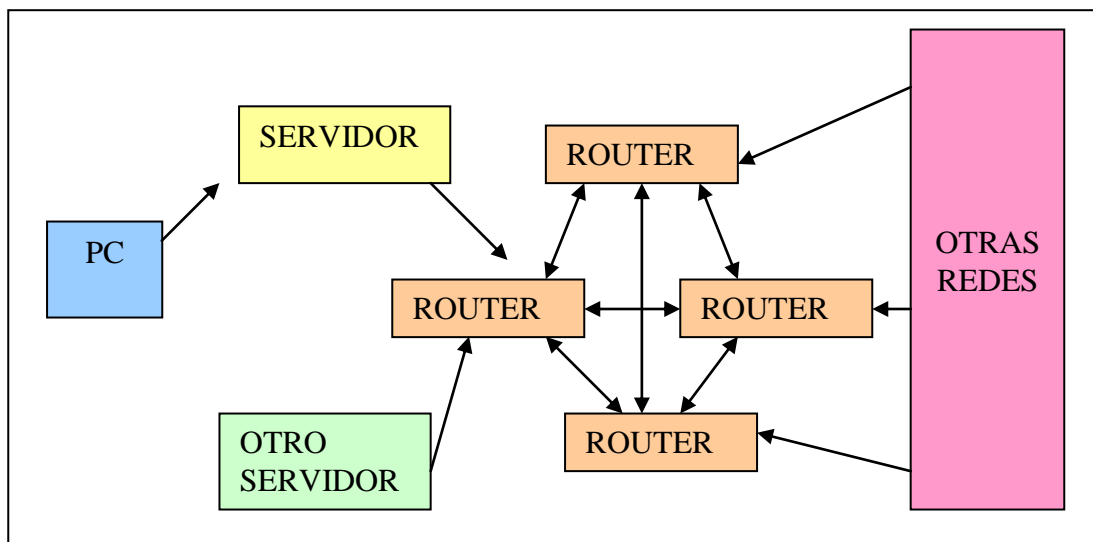 SERVIDOR
ROUTER
PC
OTRAS
REDES
ROUTER
ROUTER
OTRO
SERVIDOR
ROUTER